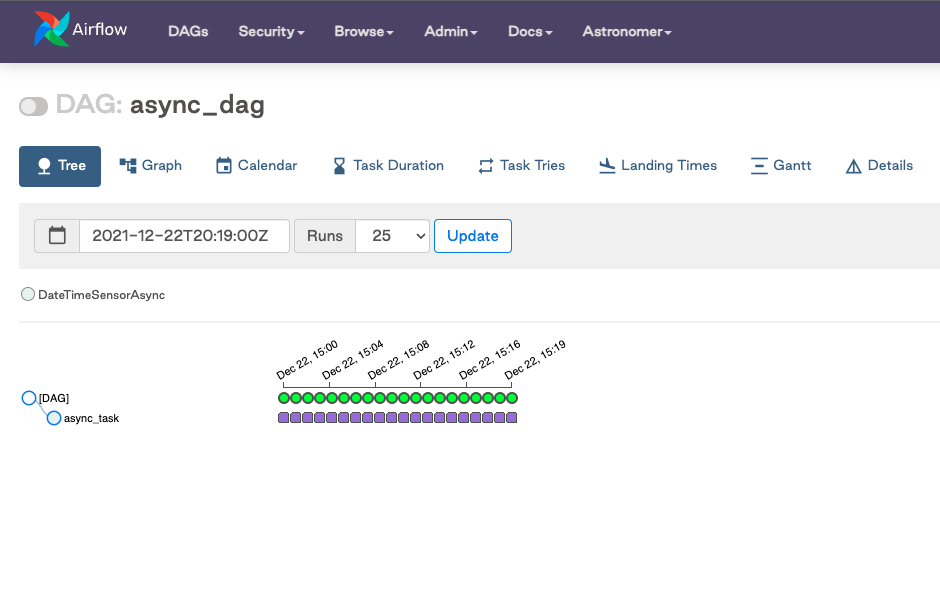 Airflow DAGs Security Browse Admin Docs Astronomer
DAG: async_dag
Tree Graph Calendar Task Duration Task Tries Landing Times Gantt Details
2021-12-22T20:19:00Z Runs 25 Update
DateTimeSensorAsync
Dec 22, 15:00 Dec 22, 15:04 Dec 22, 15:08 Dec 22, 15:12 Dec 22, 15:16 Dec 22, 15:19
[DAG]
async_task